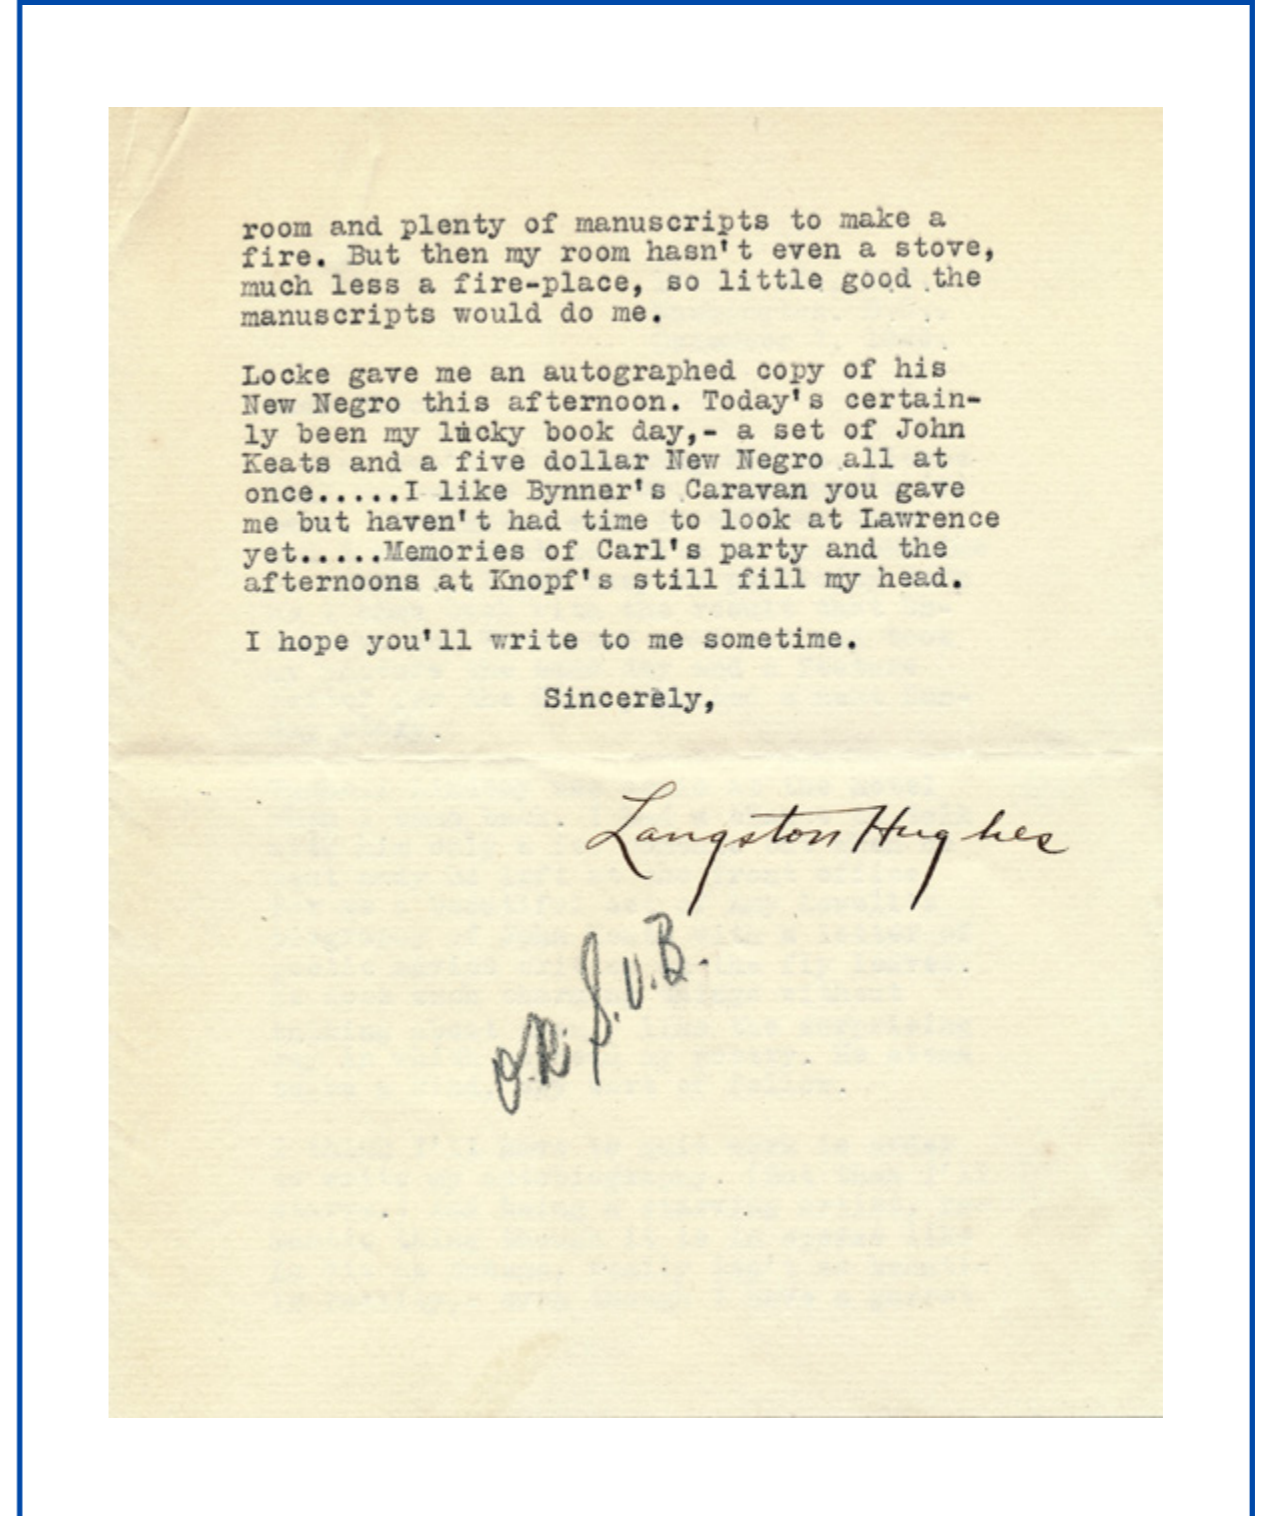 room and plenty of manuscripts to make a
fire. But then my room hasn't even a stove,
much less a fire-place, so little good the
manuscripts would do me.
Locke gave me an autographed copy of his
New Negro this afternoon. Today's certain-
ly been my lucky book day,- a set of John
Keats and a five dollar New Negro all at
once.....I like Bynner's Caravan you gave
me but haven't had time to look at Lawrence
yet.....Memories of Carl's party and the
afternoons at Knopf's still fill my head.
I hope you'll write to me sometime.
Sincerely,
Langston Hughes